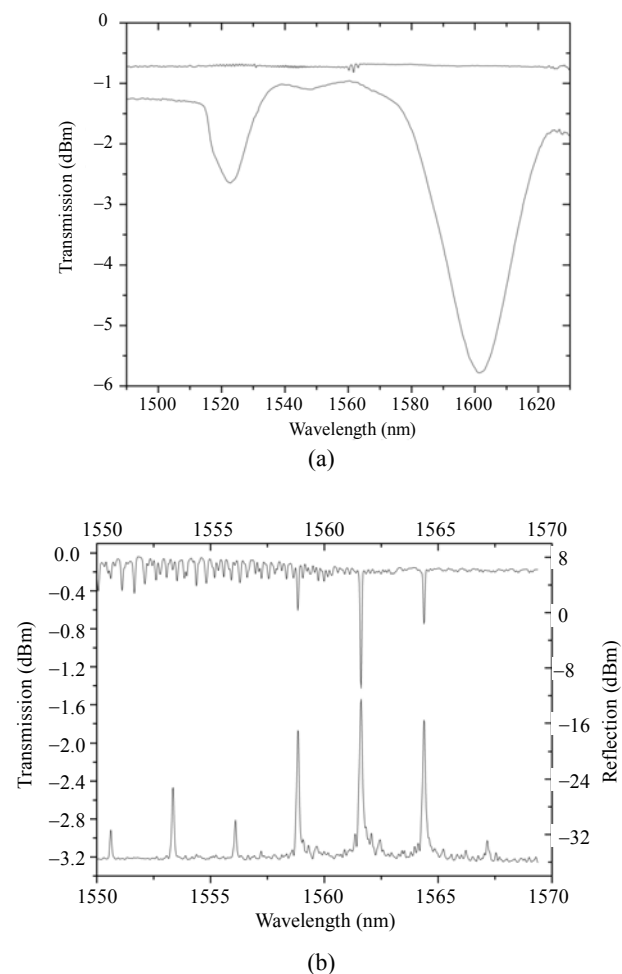 0
−1
−2
−3
−4
−5
−6
Transmission (dBm)
1500 1520 1540 1560 1580 1600 1620
Wavelength (nm)
(a)
1550 1555 1560 1565 1570
0.0
−0.4
−0.8
−1.2
−1.6
−2.0
−2.4
−2.8
−3.2
Transmission (dBm)
8
0
−8
−16
−24
−32
Reflection (dBm)
1550 1555 1560 1565 1570
Wavelength (nm)
(b)